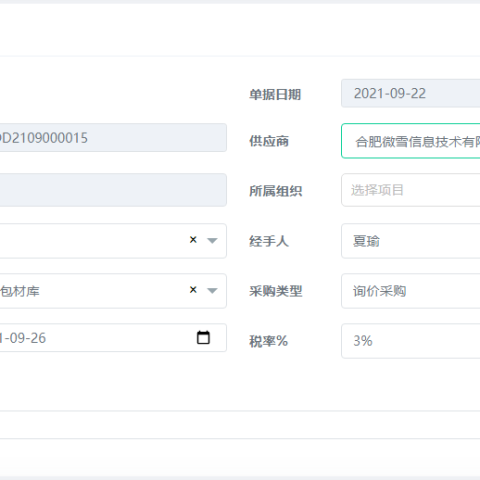 单据日期 2021-09-22
DD2109000015 供应商 合肥微雪信息技术有
所属组织 选择项目
× 经手人 夏瑜
包材库 × 采购类型 询价采购
1-09-26 税率% 3%